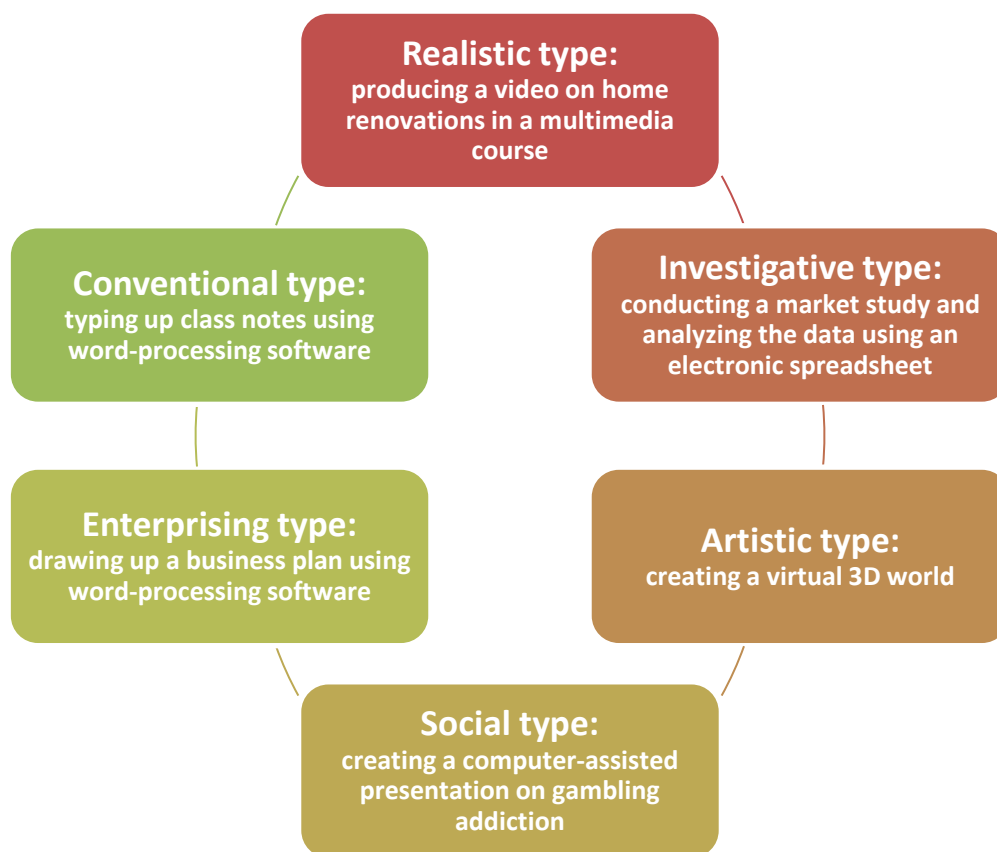 Realistic type:
producing a video on home
renovations in a multimedia
course
Investigative type:
conducting a market study and
analyzing the data using an
electronic spreadsheet
Artistic type:
creating a virtual 3D world
Social type:
creating a computer-assisted
presentation on gambling
addiction
Enterprising type:
drawing up a business plan using
word-processing software
Conventional type:
typing up class notes using
word-processing software